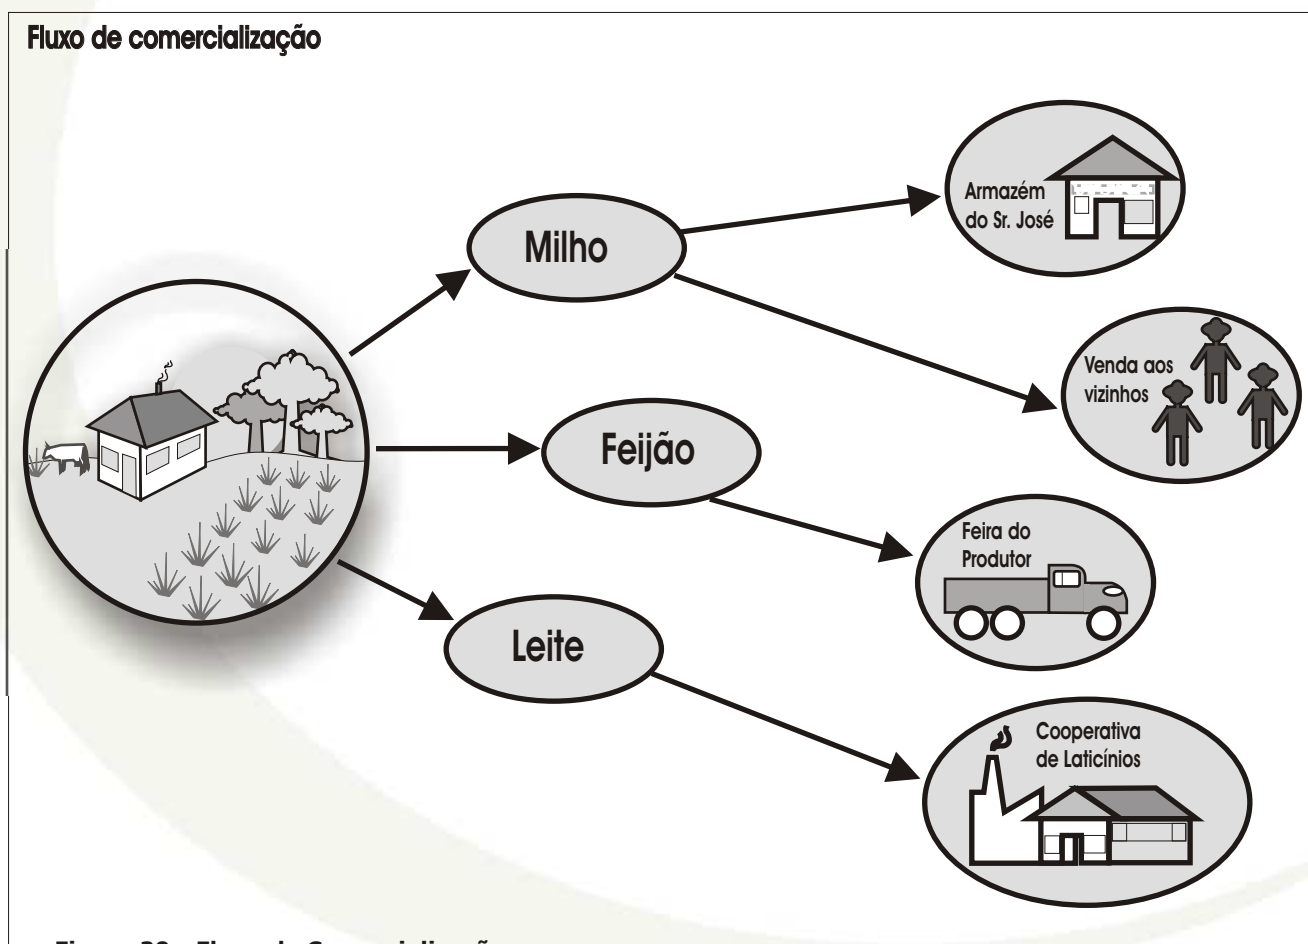 Fluxo de comercialização
Armazém
do Sr. José
Milho
Venda aos
vizinhos
Feijão
Feira do
Produtor
Leite
Cooperativa
de Laticínios